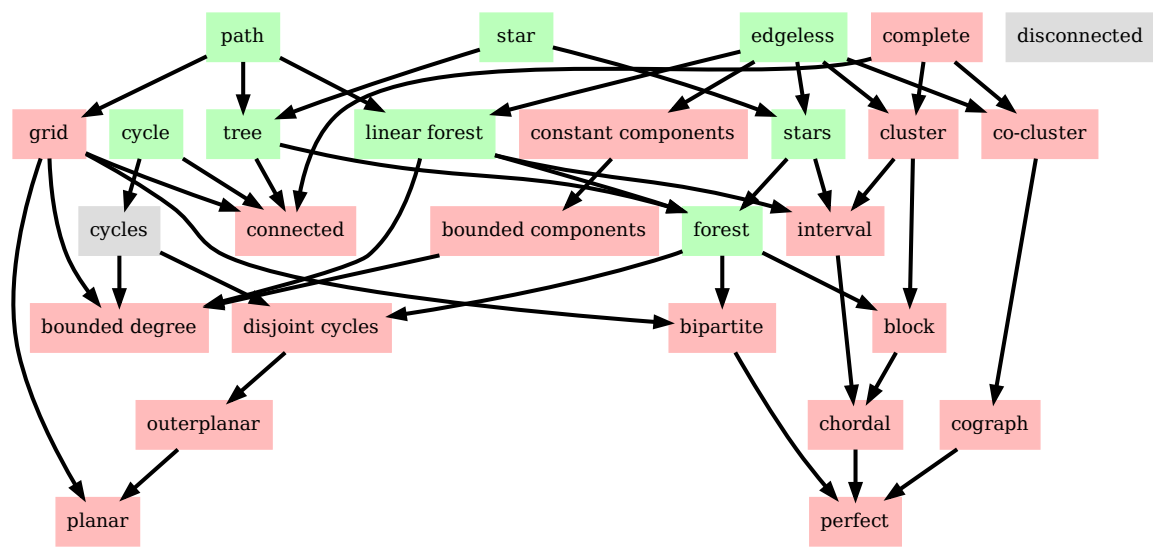 path
star
edgeless
complete
disconnected
grid
cycle
tree
linear forest
constant components
stars
cluster
co-cluster
cycles
connected
bounded components
forest
interval
bounded degree
disjoint cycles
bipartite
block
outerplanar
chordal
cograph
planar
perfect